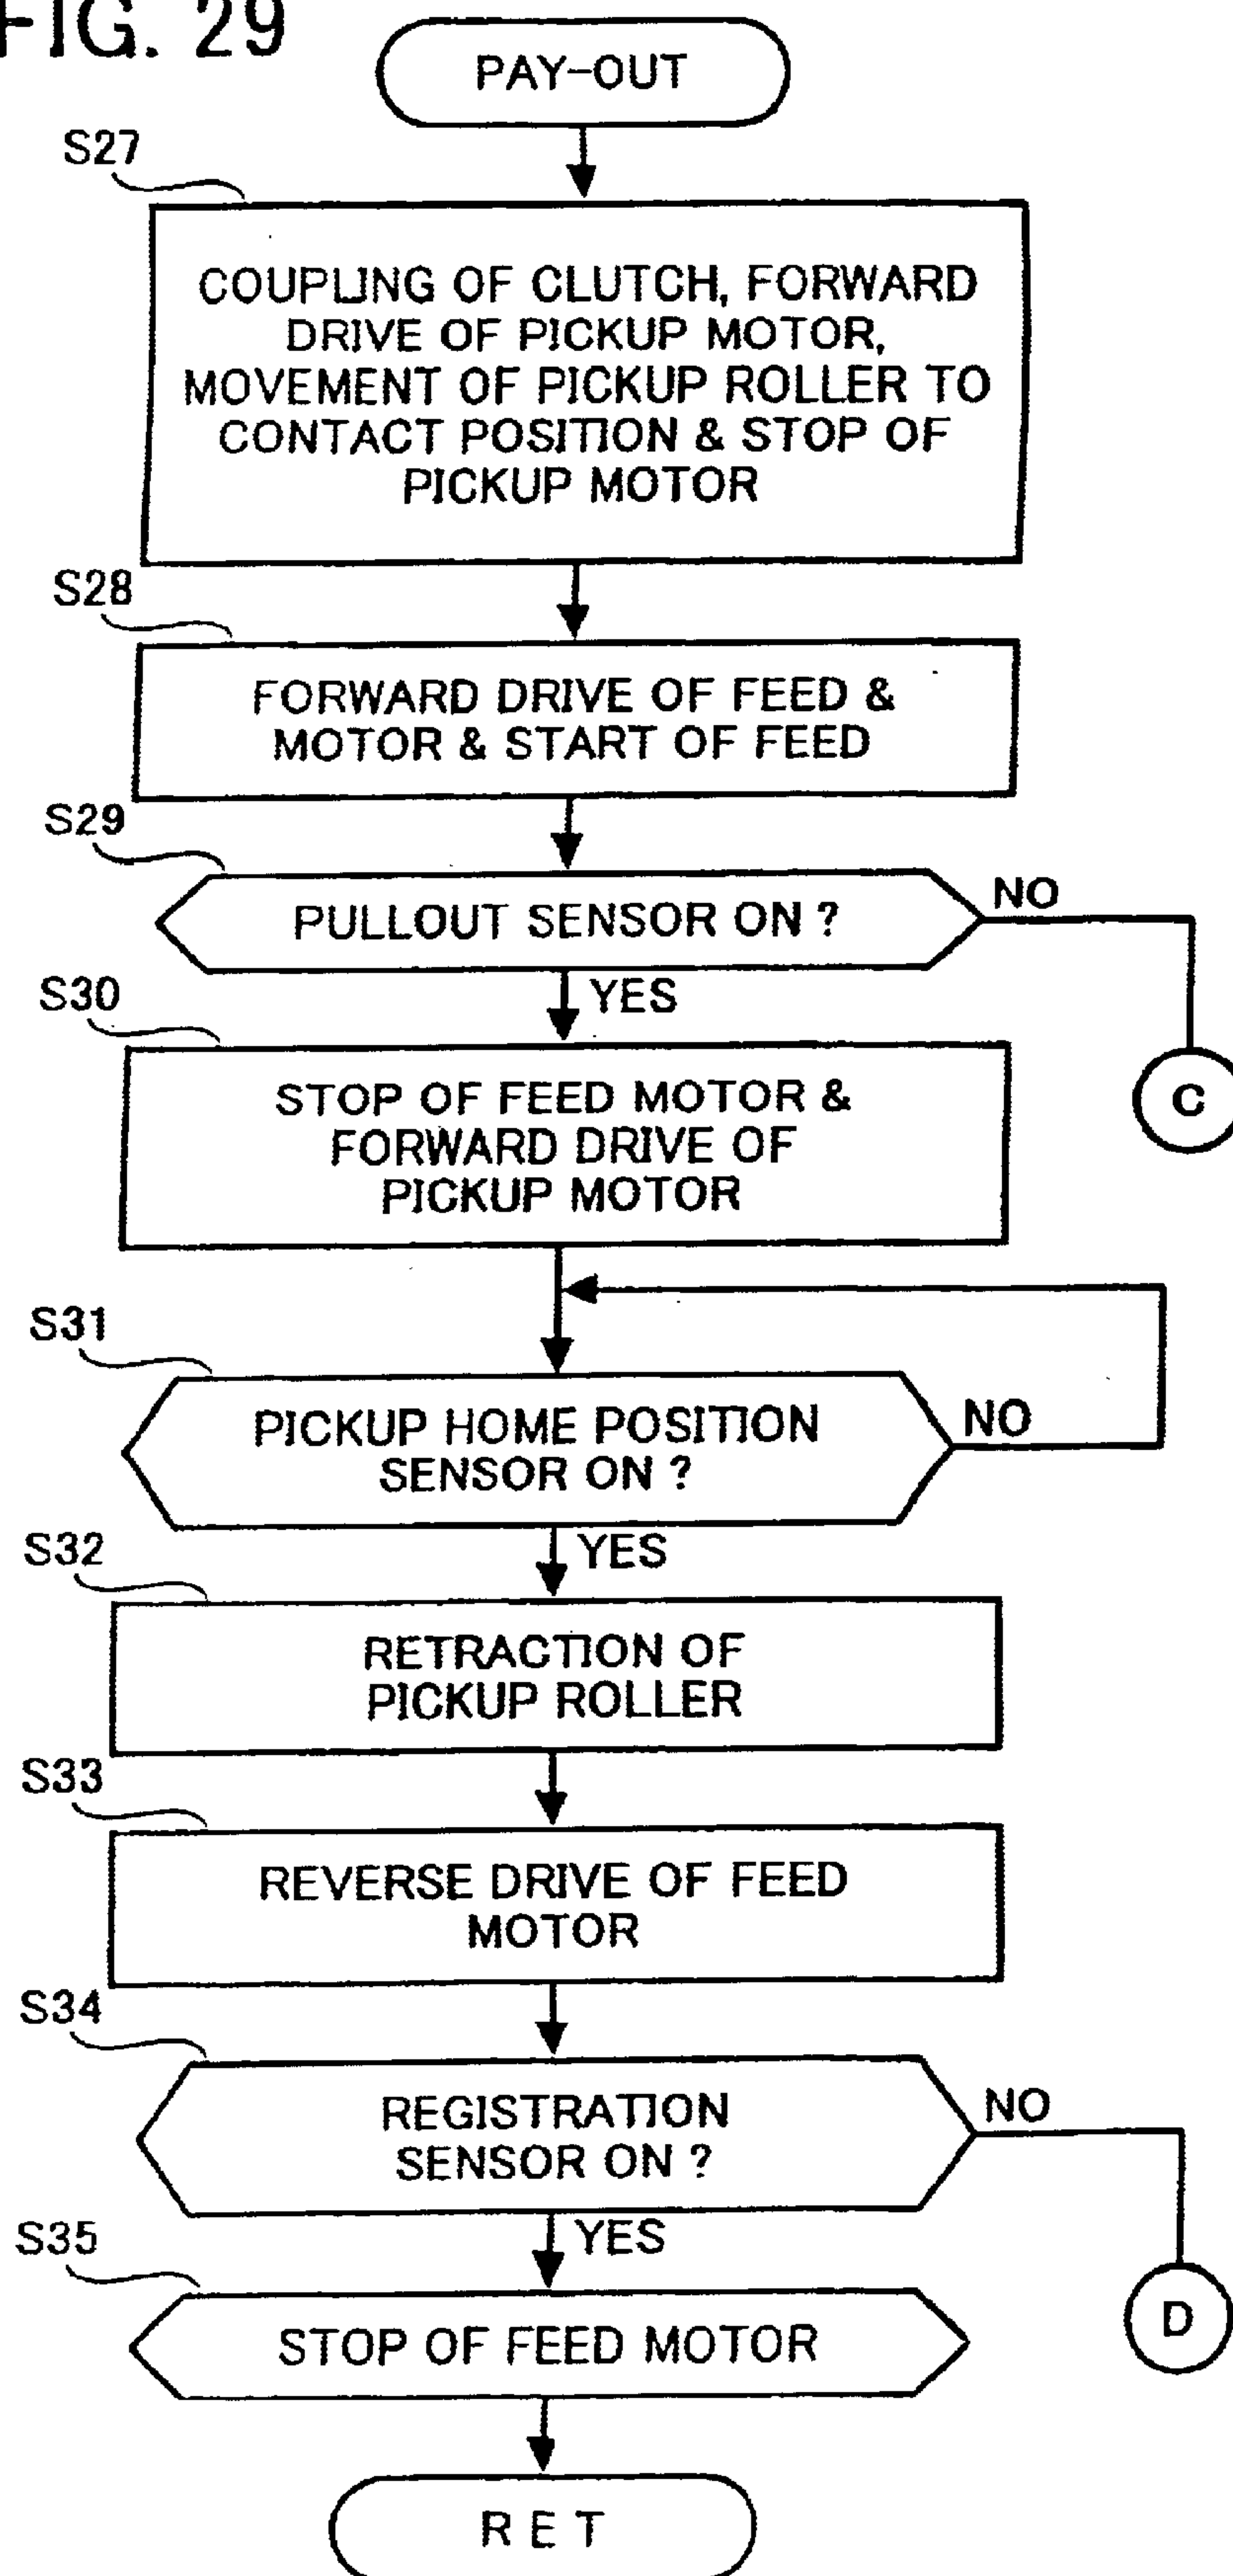 FIG. 29
PAY-OUT
S27
COUPLING OF CLUTCH, FORWARD
DRIVE OF PICKUP MOTOR,
MOVEMENT OF PICKUP ROLLER TO
CONTACT POSITION & STOP OF
PICKUP MOTOR
S28
FORWARD DRIVE OF FEED &
MOTOR & START OF FEED
S29
PULLOUT SENSOR ON ?
NO
YES
C
S30
STOP OF FEED MOTOR &
FORWARD DRIVE OF
PICKUP MOTOR
S31
PICKUP HOME POSITION
SENSOR ON ?
NO
YES
S32
RETRACTION OF
PICKUP ROLLER
S33
REVERSE DRIVE OF FEED
MOTOR
S34
REGISTRATION
SENSOR ON ?
NO
YES
D
S35
STOP OF FEED MOTOR
RET